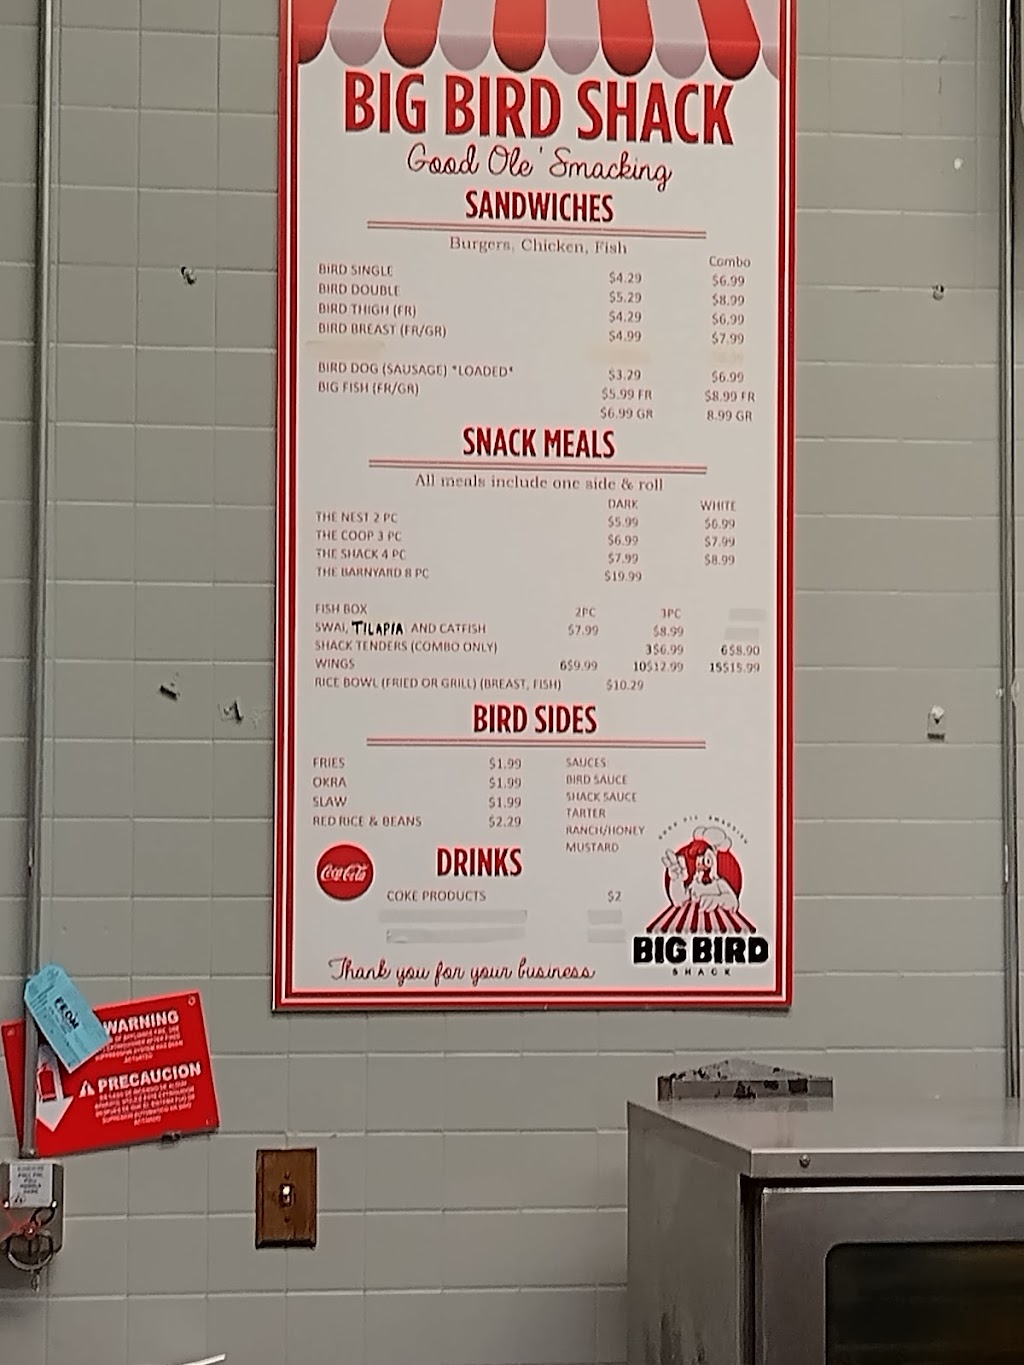 BIG BIRD SHACK
Good Ole' Smacking
SANDWICHES
Burgers, Chicken, Fish
Combo
BIRD SINGLE $4.29 $6.99
BIRD DOUBLE $5.29 $8.99
BIRD THIGH (FR) $4.29 $6.99
BIRD BREAST (FR/GR) $4.99 $7.99
BIRD DOG (SAUSAGE) *LOADED* $3.29 $6.99
BIG FISH (FR/GR) $5.99 FR $8.99 FR
$6.99 GR 8.99 GR
SNACK MEALS
All meals include one side & roll
DARK WHITE
THE NEST 2 PC $5.99 $6.99
THE COOP 3 PC $6.99 $7.99
THE SHACK 4 PC $7.99 $8.99
THE BARNYARD 8 PC $19.99
FISH BOX 2PC 3PC
SWAI, TILAPIA AND CATFISH $7.99 $8.99
SHACK TENDERS (COMBO ONLY) 3$6.99 6$8.90
WINGS 6$9.99 10$12.99 15$15.99
RICE BOWL (FRIED OR GRILL) (BREAST, FISH) $10.29
BIRD SIDES
FRIES $1.99
OKRA $1.99
SLAW $1.99
RED RICE & BEANS $2.29
SAUCES
BIRD SAUCE
SHACK SAUCE
TARTER
RANCH/HONEY
MUSTARD
Coca-Cola
DRINKS
COKE PRODUCTS $2
BIG BIRD
SHACK
Thank you for your business
WARNING
PRECAUCION